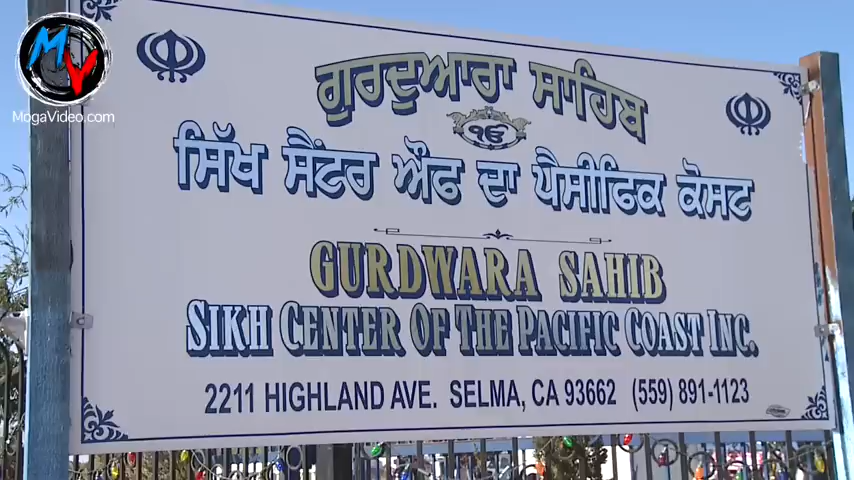 MV
MogaVideo.com
ਗੁਰਦੁਆਰਾ ਸਾਹਿਬ
ੴ
ਸਿੱਖ ਸੈਂਟਰ ਔਫ ਦਾ ਪੈਸੀਫਿਕ ਕੋਸਟ
GURDWARA SAHIB
SIKH CENTER OF THE PACIFIC COAST INC.
2211 HIGHLAND AVE. SELMA, CA 93662 (559) 891-1123